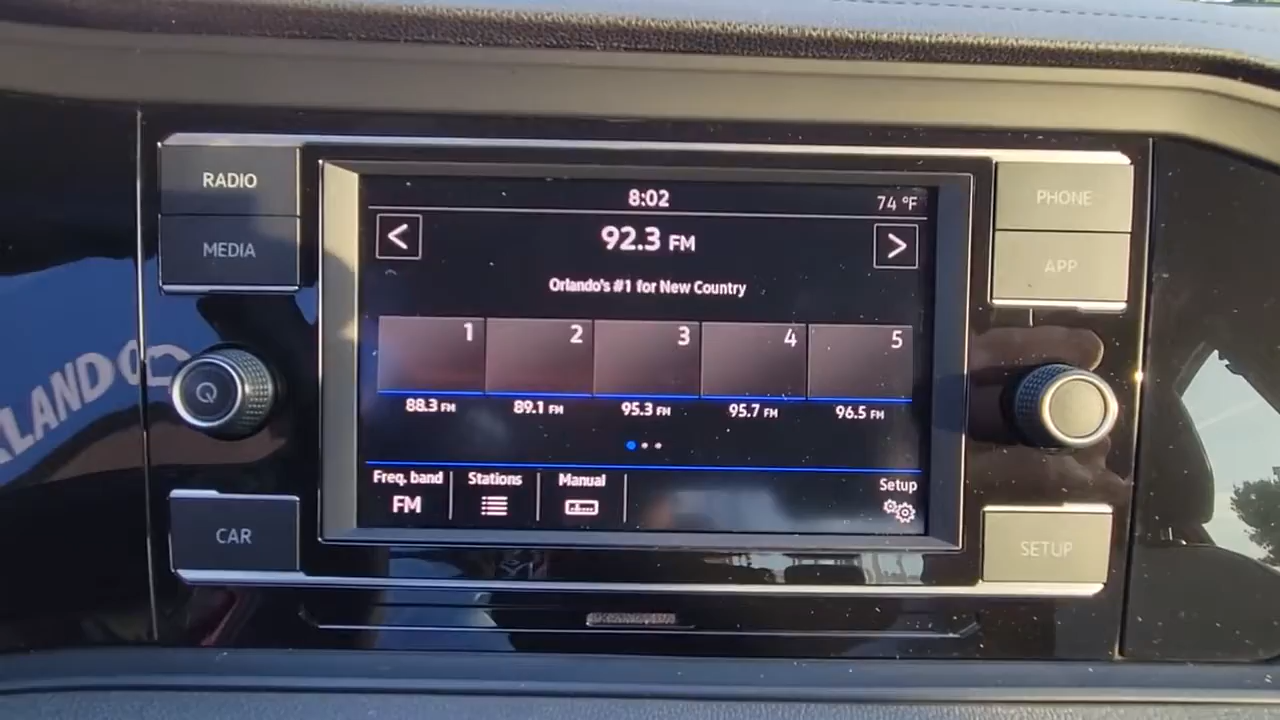 8:02
74 °F
RADIO
PHONE
<
92.3 FM
>
MEDIA
APP
Orlando's #1 for New Country
1 2 3 4 5
88.3 FM 89.1 FM 95.3 FM 95.7 FM 96.5 FM
Freq. band Stations Manual Setup
FM
CAR
SETUP